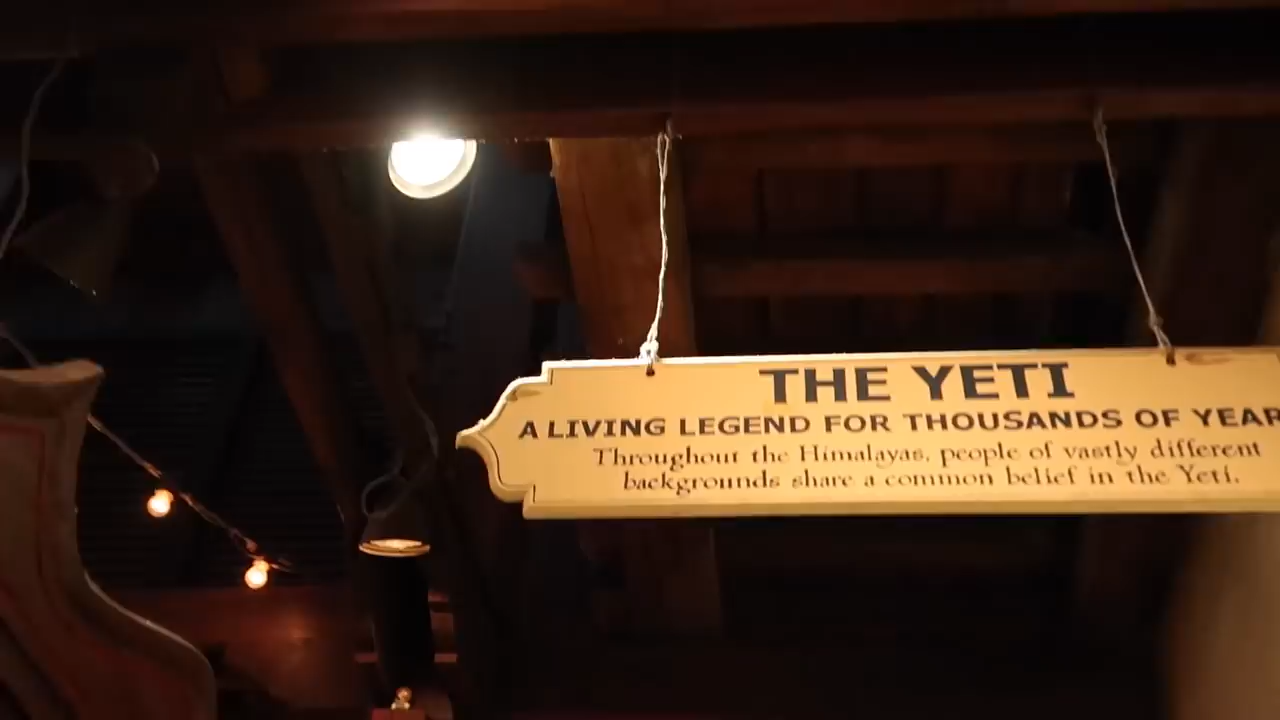 THE YETI
A LIVING LEGEND FOR THOUSANDS OF YEAR
Throughout the Himalayas, people of vastly different
backgrounds share a common belief in the Yeti.